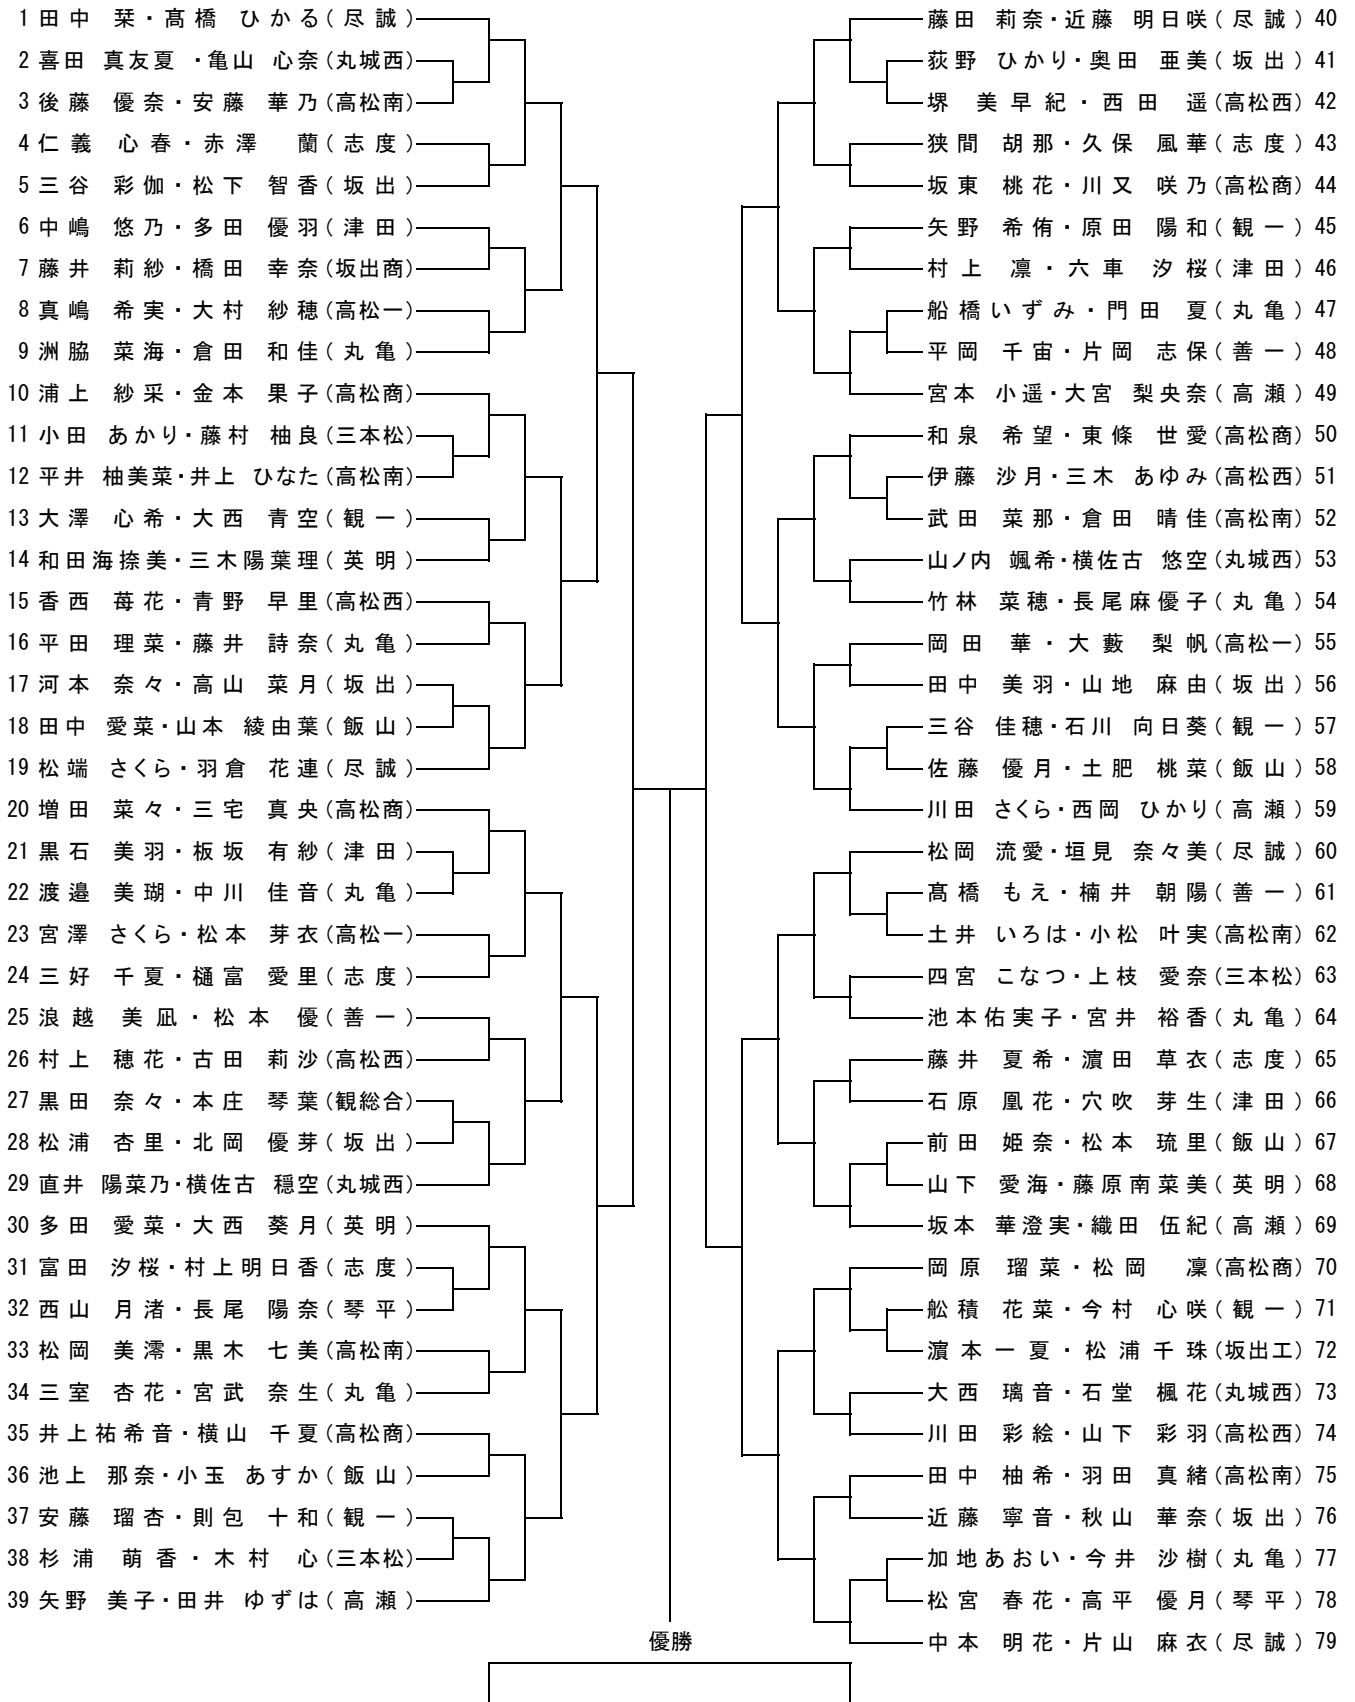 1 田中 栞・髙橋 ひかる(尽誠)
2 喜田 真友夏・亀山 心奈(丸城西)
3 後藤 優奈・安藤 華乃(高松南)
4 仁義 心春・赤澤 蘭(志度)
5 三谷 彩伽・松下 智香(坂出)
6 中嶋 悠乃・多田 優羽(津田)
7 藤井 莉紗・橋田 幸奈(坂出商)
8 真嶋 希実・大村 紗穂(高松一)
9 洲脇 菜海・倉田 和佳(丸亀)
10 浦上 紗采・金本 果子(高松商)
11 小田 あかり・藤村 柚良(三本松)
12 平井 柚美菜・井上 ひなた(高松南)
13 大澤 心希・大西 青空(観一)
14 和田海捺美・三木陽葉理(英明)
15 香西 苺花・青野 早里(高松西)
16 平田 理菜・藤井 詩奈(丸亀)
17 河本 奈々・高山 菜月(坂出)
18 田中 愛菜・山本 綾由葉(飯山)
19 松端 さくら・羽倉 花連(尽誠)
20 増田 菜々・三宅 真央(高松商)
21 黒石 美羽・板坂 有紗(津田)
22 渡邉 美瑚・中川 佳音(丸亀)
23 宮澤 さくら・松本 芽衣(高松一)
24 三好 千夏・樋富 愛里(志度)
25 浪越 美凪・松本 優(善一)
26 村上 穂花・古田 莉沙(高松西)
27 黒田 奈々・本庄 琴葉(観総合)
28 松浦 杏里・北岡 優芽(坂出)
29 直井 陽菜乃・横佐古 穏空(丸城西)
30 多田 愛菜・大西 葵月(英明)
31 富田 汐桜・村上明日香(志度)
32 西山 月渚・長尾 陽奈(琴平)
33 松岡 美澪・黒木 七美(高松南)
34 三室 杏花・宮武 奈生(丸亀)
35 井上祐希音・横山 千夏(高松商)
36 池上 那奈・小玉 あすか(飯山)
37 安藤 瑠杏・則包 十和(観一)
38 杉浦 萌香・木村 心(三本松)
39 矢野 美子・田井 ゆずは(高瀬)
藤田 莉奈・近藤 明日咲(尽誠) 40
荻野 ひかり・奥田 亜美(坂出) 41
堺 美早紀・西田 遥(高松西) 42
狭間 胡那・久保 風華(志度) 43
坂東 桃花・川又 咲乃(高松商) 44
矢野 希侑・原田 陽和(観一) 45
村上 凛・六車 汐桜(津田) 46
船橋いずみ・門田 夏(丸亀) 47
平岡 千宙・片岡 志保(善一) 48
宮本 小遥・大宮 梨央奈(高瀬) 49
和泉 希望・東條 世愛(高松商) 50
伊藤 沙月・三木 あゆみ(高松西) 51
武田 菜那・倉田 晴佳(高松南) 52
山ノ内 颯希・横佐古 悠空(丸城西) 53
竹林 菜穂・長尾麻優子(丸亀) 54
岡田 華・大藪 梨帆(高松一) 55
田中 美羽・山地 麻由(坂出) 56
三谷 佳穂・石川 向日葵(観一) 57
佐藤 優月・土肥 桃菜(飯山) 58
川田 さくら・西岡 ひかり(高瀬) 59
松岡 流愛・垣見 奈々美(尽誠) 60
髙橋 もえ・楠井 朝陽(善一) 61
土井 いろは・小松 叶実(高松南) 62
四宮 こなつ・上枝 愛奈(三本松) 63
池本佑実子・宮井 裕香(丸亀) 64
藤井 夏希・濵田 草衣(志度) 65
石原 凰花・穴吹 芽生(津田) 66
前田 姫奈・松本 琉里(飯山) 67
山下 愛海・藤原南菜美(英明) 68
坂本 華澄実・織田 伍紀(高瀬) 69
岡原 瑠菜・松岡 凜(高松商) 70
舩積 花菜・今村 心咲(観一) 71
濵本一夏・松浦千珠(坂出工) 72
大西 璃音・石堂 楓花(丸城西) 73
川田 彩絵・山下 彩羽(高松西) 74
田中 柚希・羽田 真緒(高松南) 75
近藤 寧音・秋山 華奈(坂出) 76
加地あおい・今井 沙樹(丸亀) 77
松宮 春花・高平 優月(琴平) 78
中本 明花・片山 麻衣(尽誠) 79
優勝